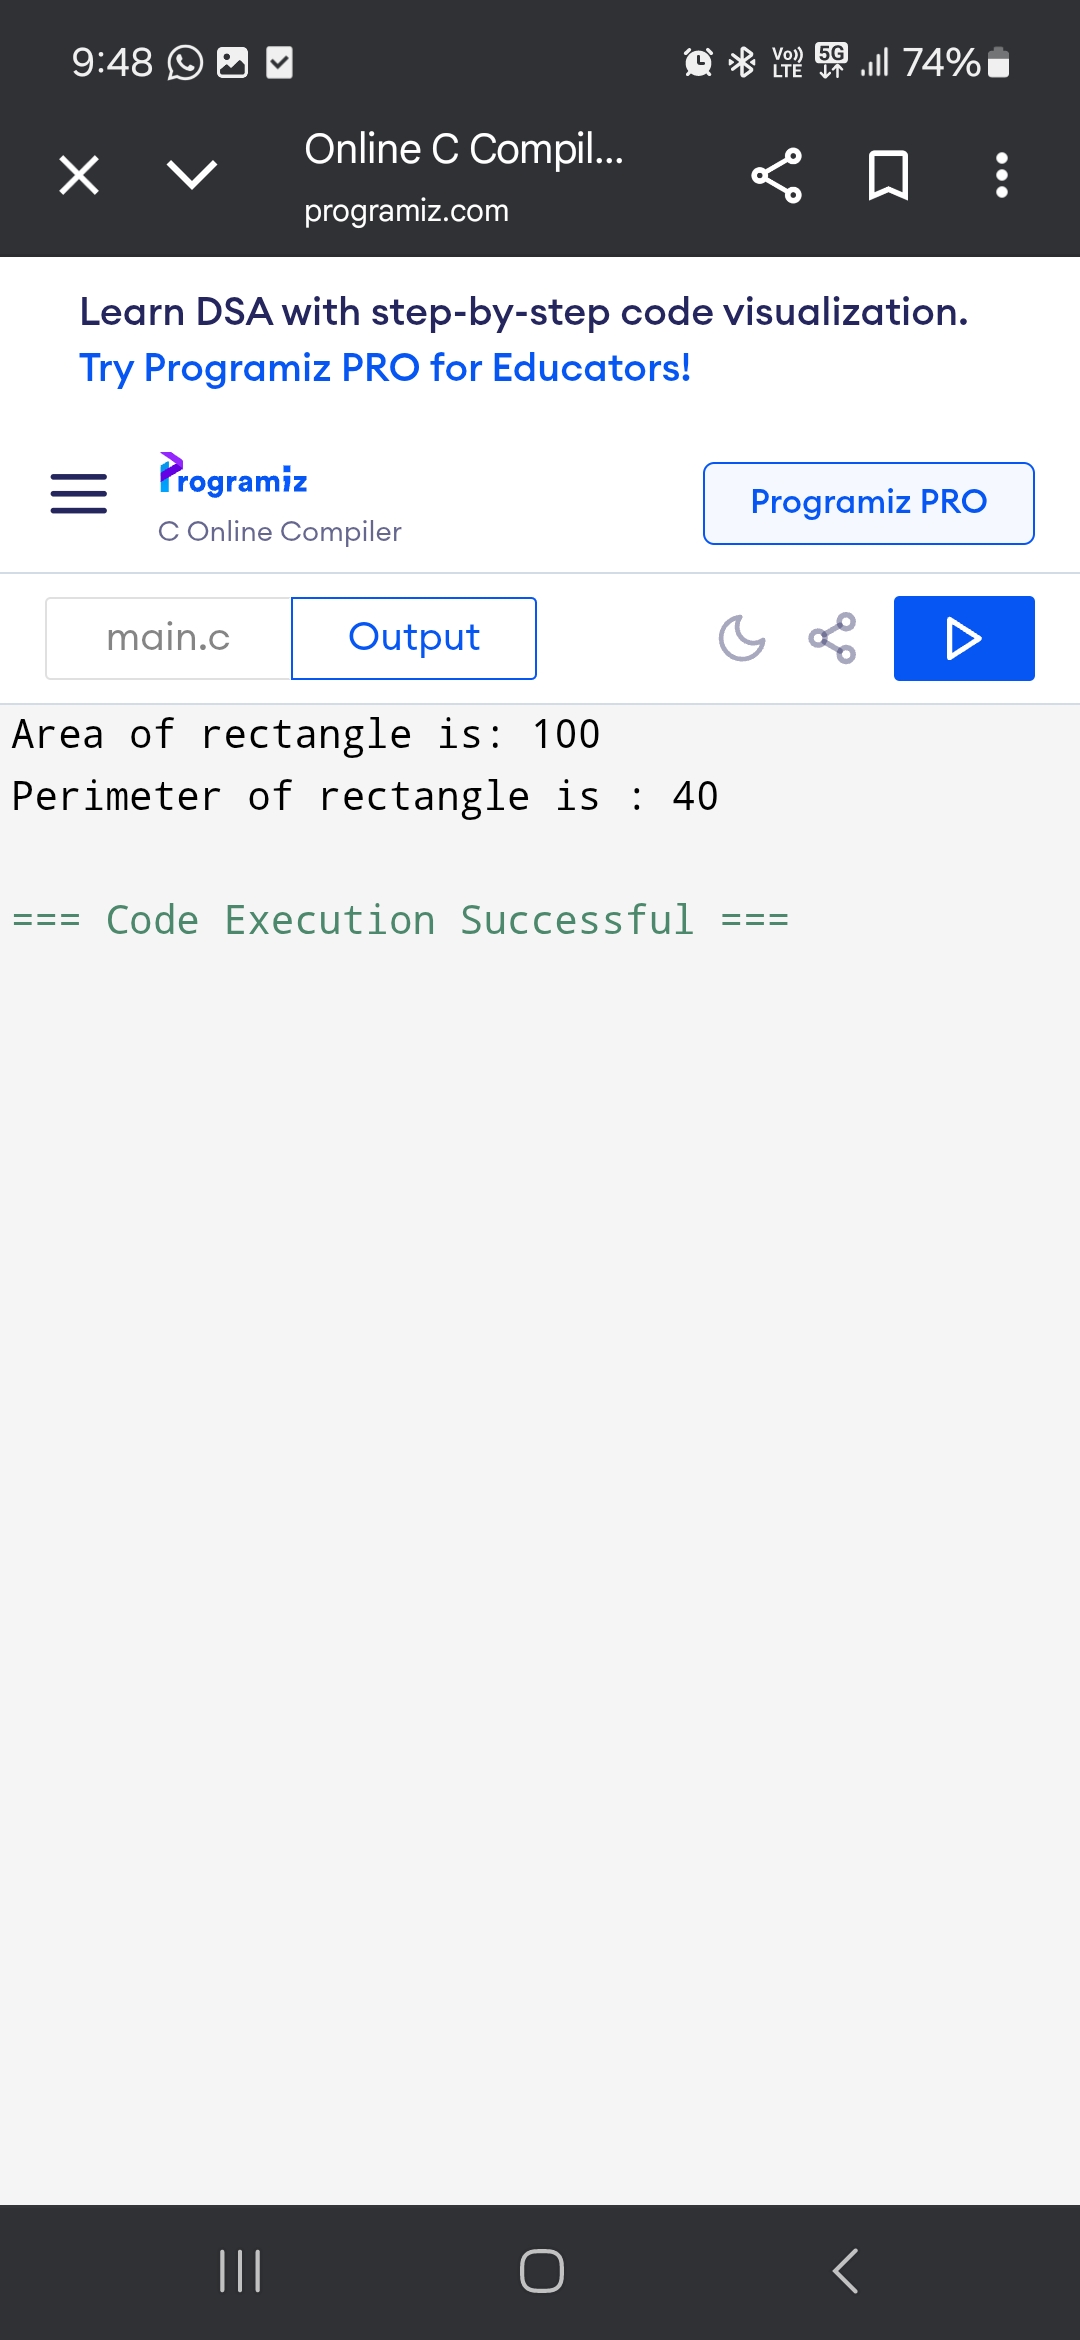 9:48 Vo)) LTE 5G 74%
Online C Compil...
programiz.com
Learn DSA with step-by-step code visualization.
Try Programiz PRO for Educators!
Programiz
C Online Compiler
Programiz PRO
main.c Output
Area of rectangle is: 100
Perimeter of rectangle is : 40
=== Code Execution Successful ===